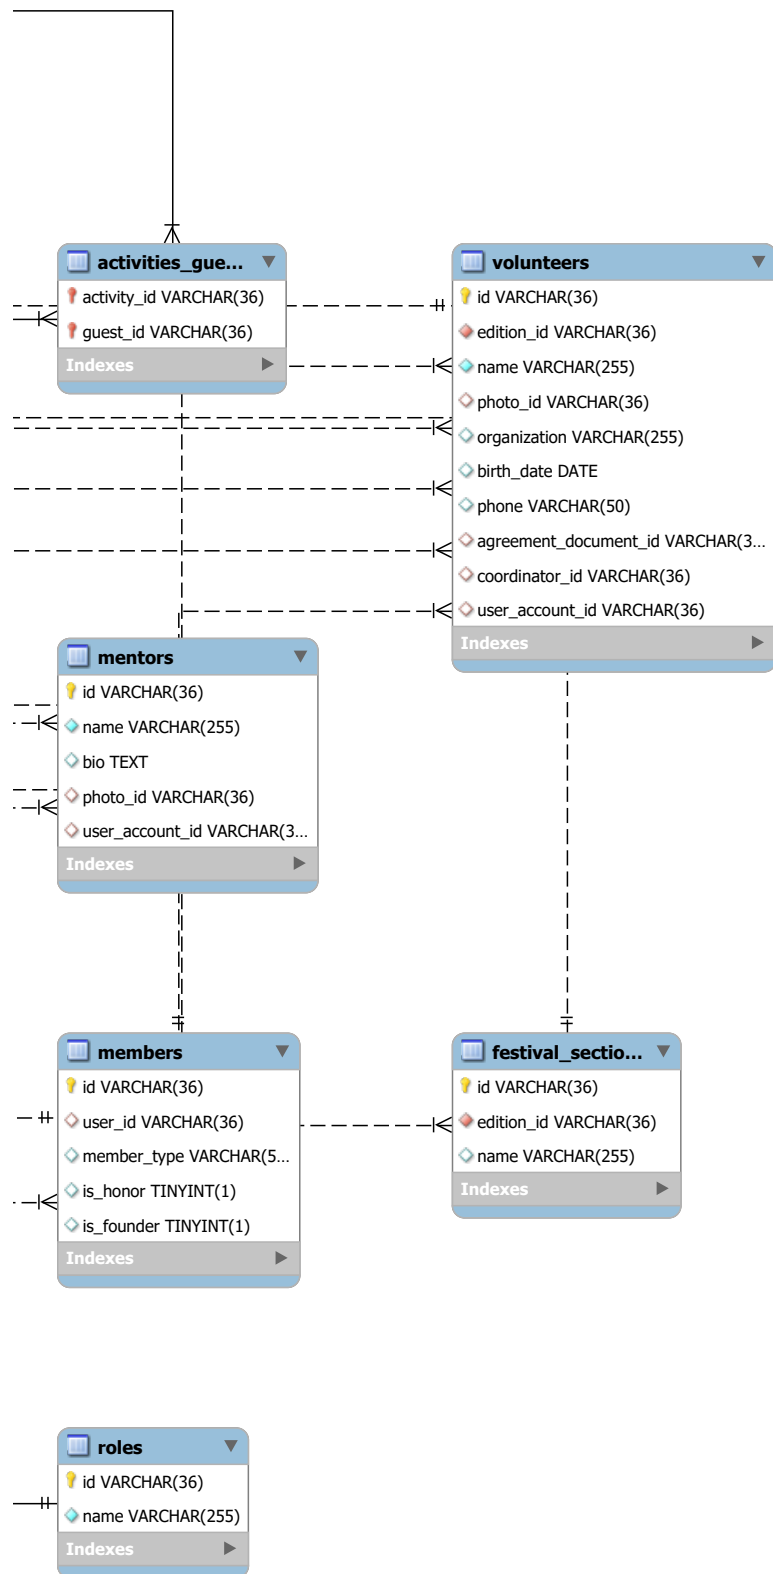 activities_gue...
activity_id VARCHAR(36)
guest_id VARCHAR(36)
Indexes
volunteers
id VARCHAR(36)
edition_id VARCHAR(36)
name VARCHAR(255)
photo_id VARCHAR(36)
organization VARCHAR(255)
birth_date DATE
phone VARCHAR(50)
agreement_document_id VARCHAR(3...
coordinator_id VARCHAR(36)
user_account_id VARCHAR(36)
Indexes
mentors
id VARCHAR(36)
name VARCHAR(255)
bio TEXT
photo_id VARCHAR(36)
user_account_id VARCHAR(3...
Indexes
members
id VARCHAR(36)
user_id VARCHAR(36)
member_type VARCHAR(5...
is_honor TINYINT(1)
is_founder TINYINT(1)
Indexes
festival_sectio...
id VARCHAR(36)
edition_id VARCHAR(36)
name VARCHAR(255)
Indexes
roles
id VARCHAR(36)
name VARCHAR(255)
Indexes